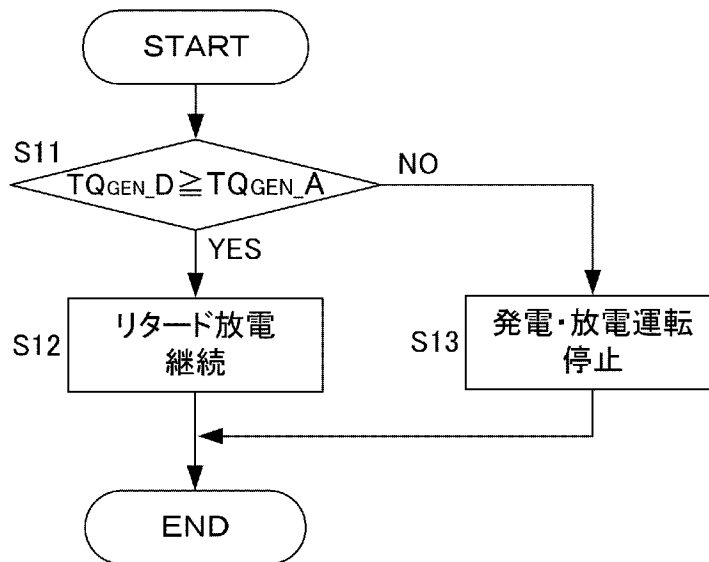 START
S11
TQGEN_D≧TQGEN_A
NO
YES
S12
リタード放電
継続
S13
発電・放電運転
停止
END